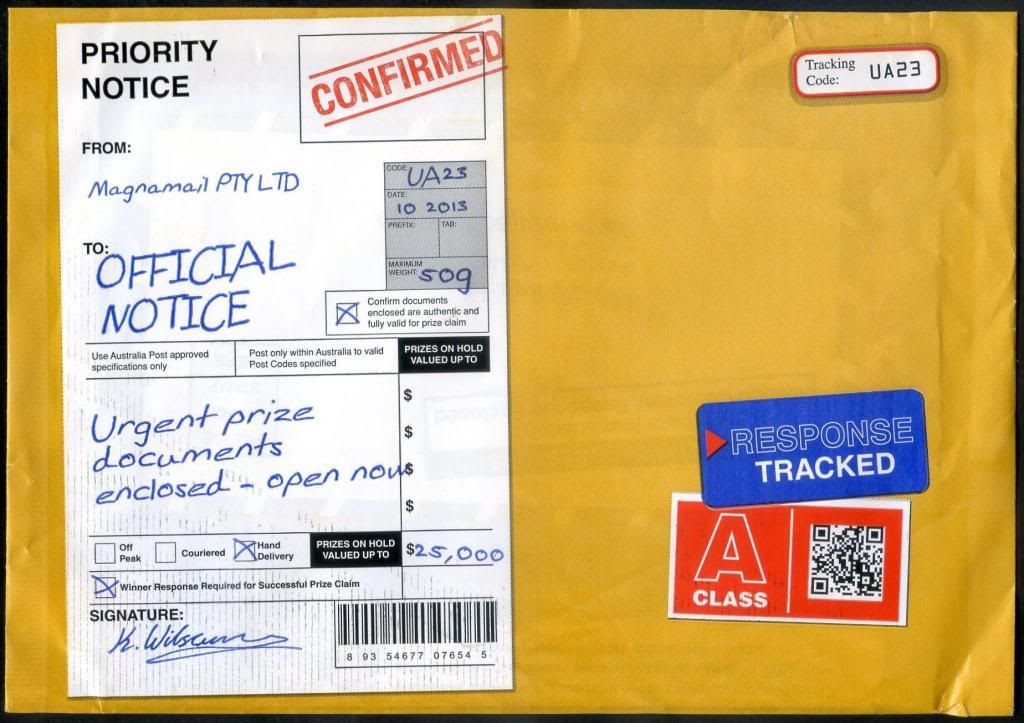 PRIORITY
NOTICE
CONFIRMED
Tracking
Code: UA23
FROM:
Magnamail PTY LTD
CODE: UA23
DATE:
10 2013
PREFIX: TAB:
MAXIMUM
WEIGHT: 50g
TO:
OFFICIAL
NOTICE
Confirm documents
enclosed are authentic and
fully valid for prize claim
Use Australia Post approved
specifications only
Post only within Australia to valid
Post Codes specified
PRIZES ON HOLD
VALUED UP TO
$
$
$
$
Urgent prize
documents
enclosed - open now
Off
Peak
Couriered
Hand
Delivery
PRIZES ON HOLD
VALUED UP TO
$25,000
Winner Response Required for Successful Prize Claim
SIGNATURE:
8 93 54677 07654 5
RESPONSE
TRACKED
A
CLASS